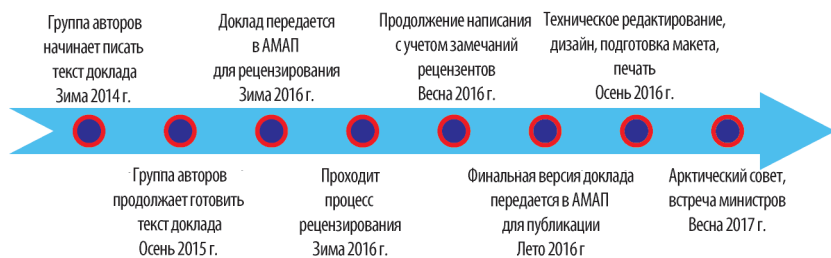 Группа авторов
начинает писать
текст доклада
Зима 2014 г.
Группа авторов
продолжает готовить
текст доклада
Осень 2015 г.
Доклад передается
в АМАП
для рецензирования
Зима 2016 г.
Проходит
процесс
рецензирования
Зима 2016 г.
Продолжение написания
с учетом замечаний
рецензентов
Весна 2016 г.
Финальная версия доклада
передается в АМАП
для публикации
Лето 2016 г
Техническое редактирование,
дизайн, подготовка макета,
печать
Осень 2016 г.
Арктический совет,
встреча министров
Весна 2017 г.